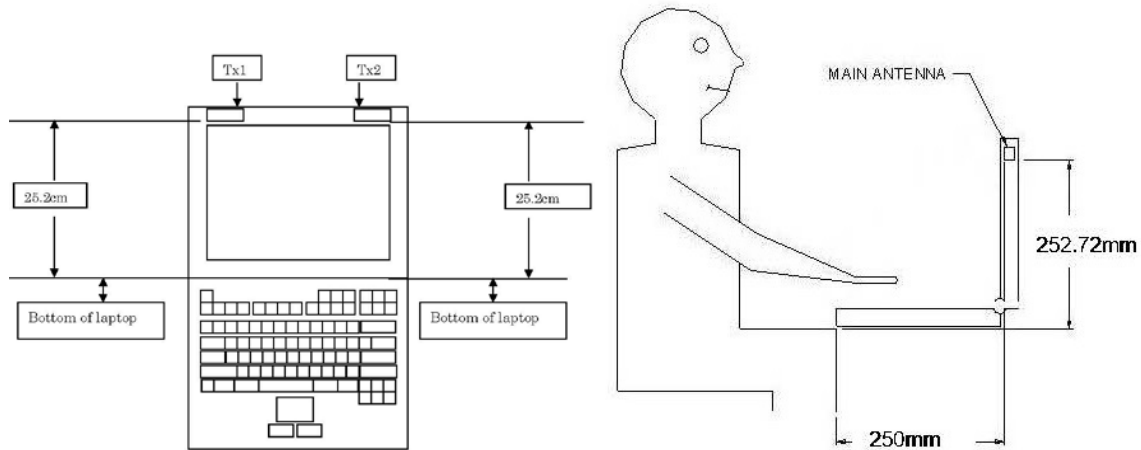 Tx1
Tx2
25.2cm
25.2cm
Bottom of laptop
Bottom of laptop
MAIN ANTENNA
252.72mm
250mm